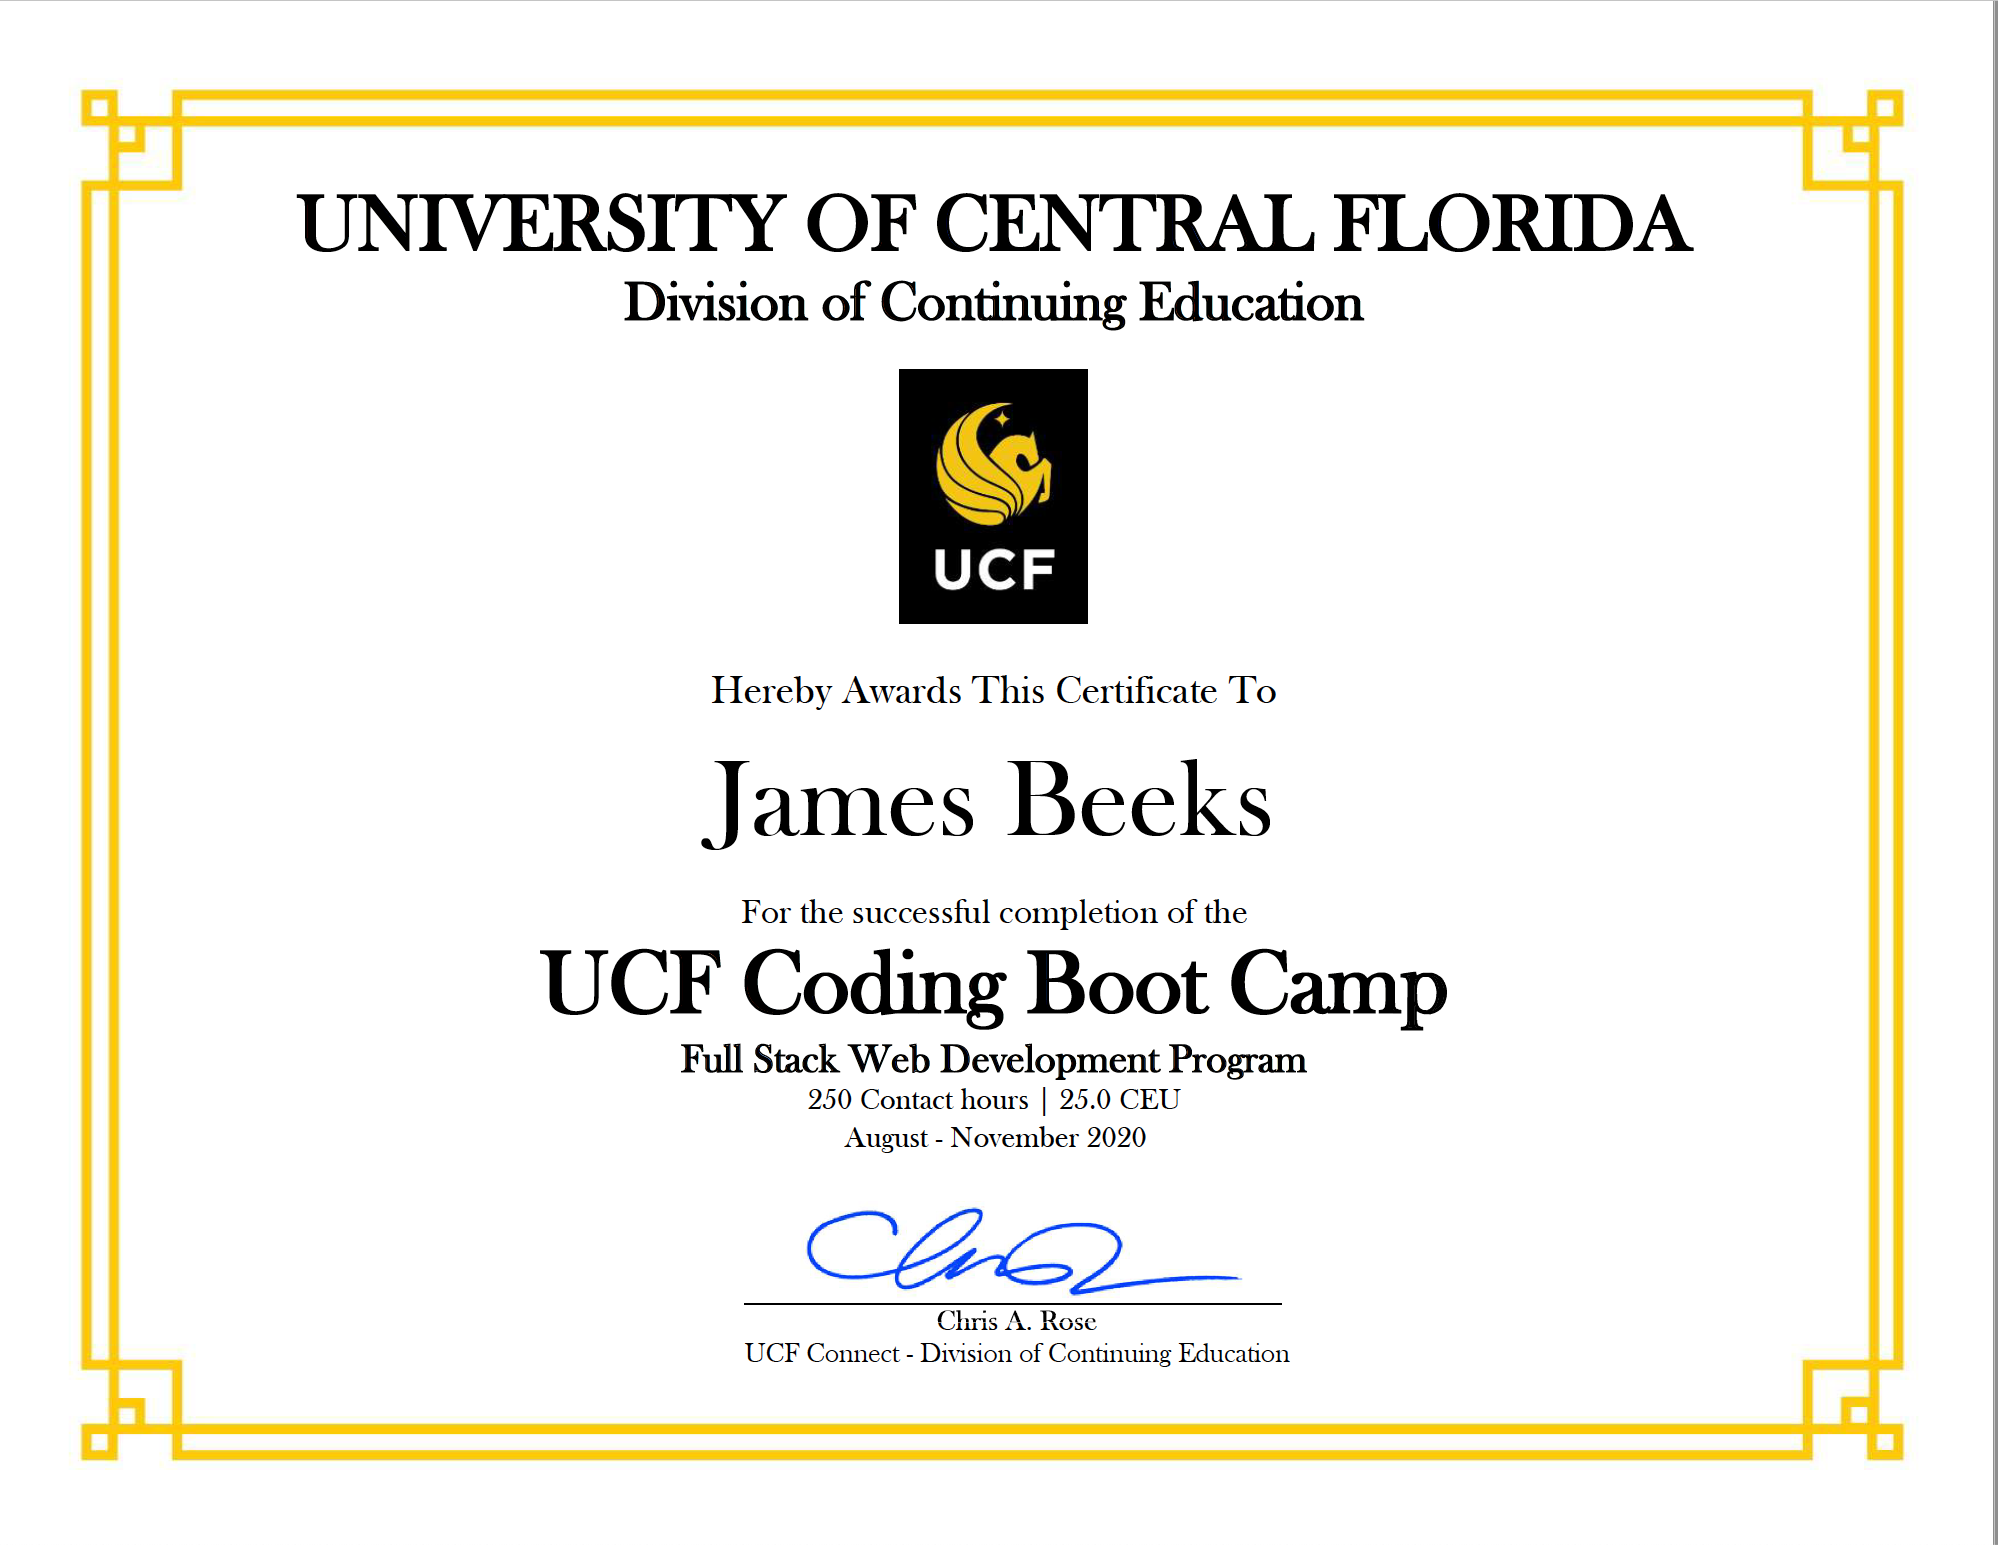 UNIVERSITY OF CENTRAL FLORIDA
Division of Continuing Education
UCF
Hereby Awards This Certificate To
James Beeks
For the successful completion of the
UCF Coding Boot Camp
Full Stack Web Development Program
250 Contact hours | 25.0 CEU
August - November 2020
Chris A. Rose
UCF Connect - Division of Continuing Education